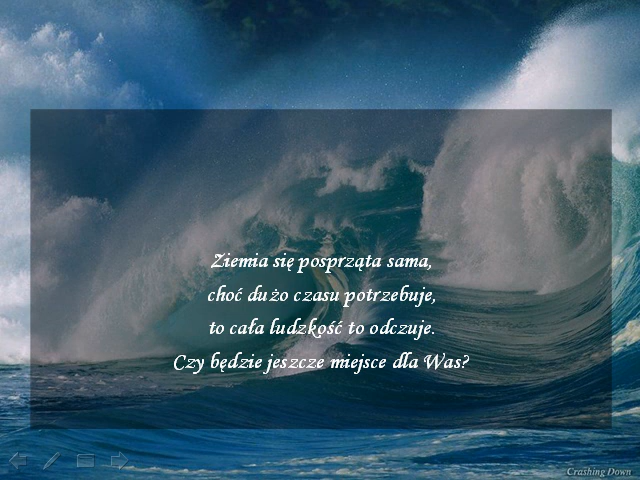 Ziemia się posprząta sama,
choć dużo czasu potrzebuje,
to cała ludzkość to odczuje.
Czy będzie jeszcze miejsce dla Was?
Crashing Down